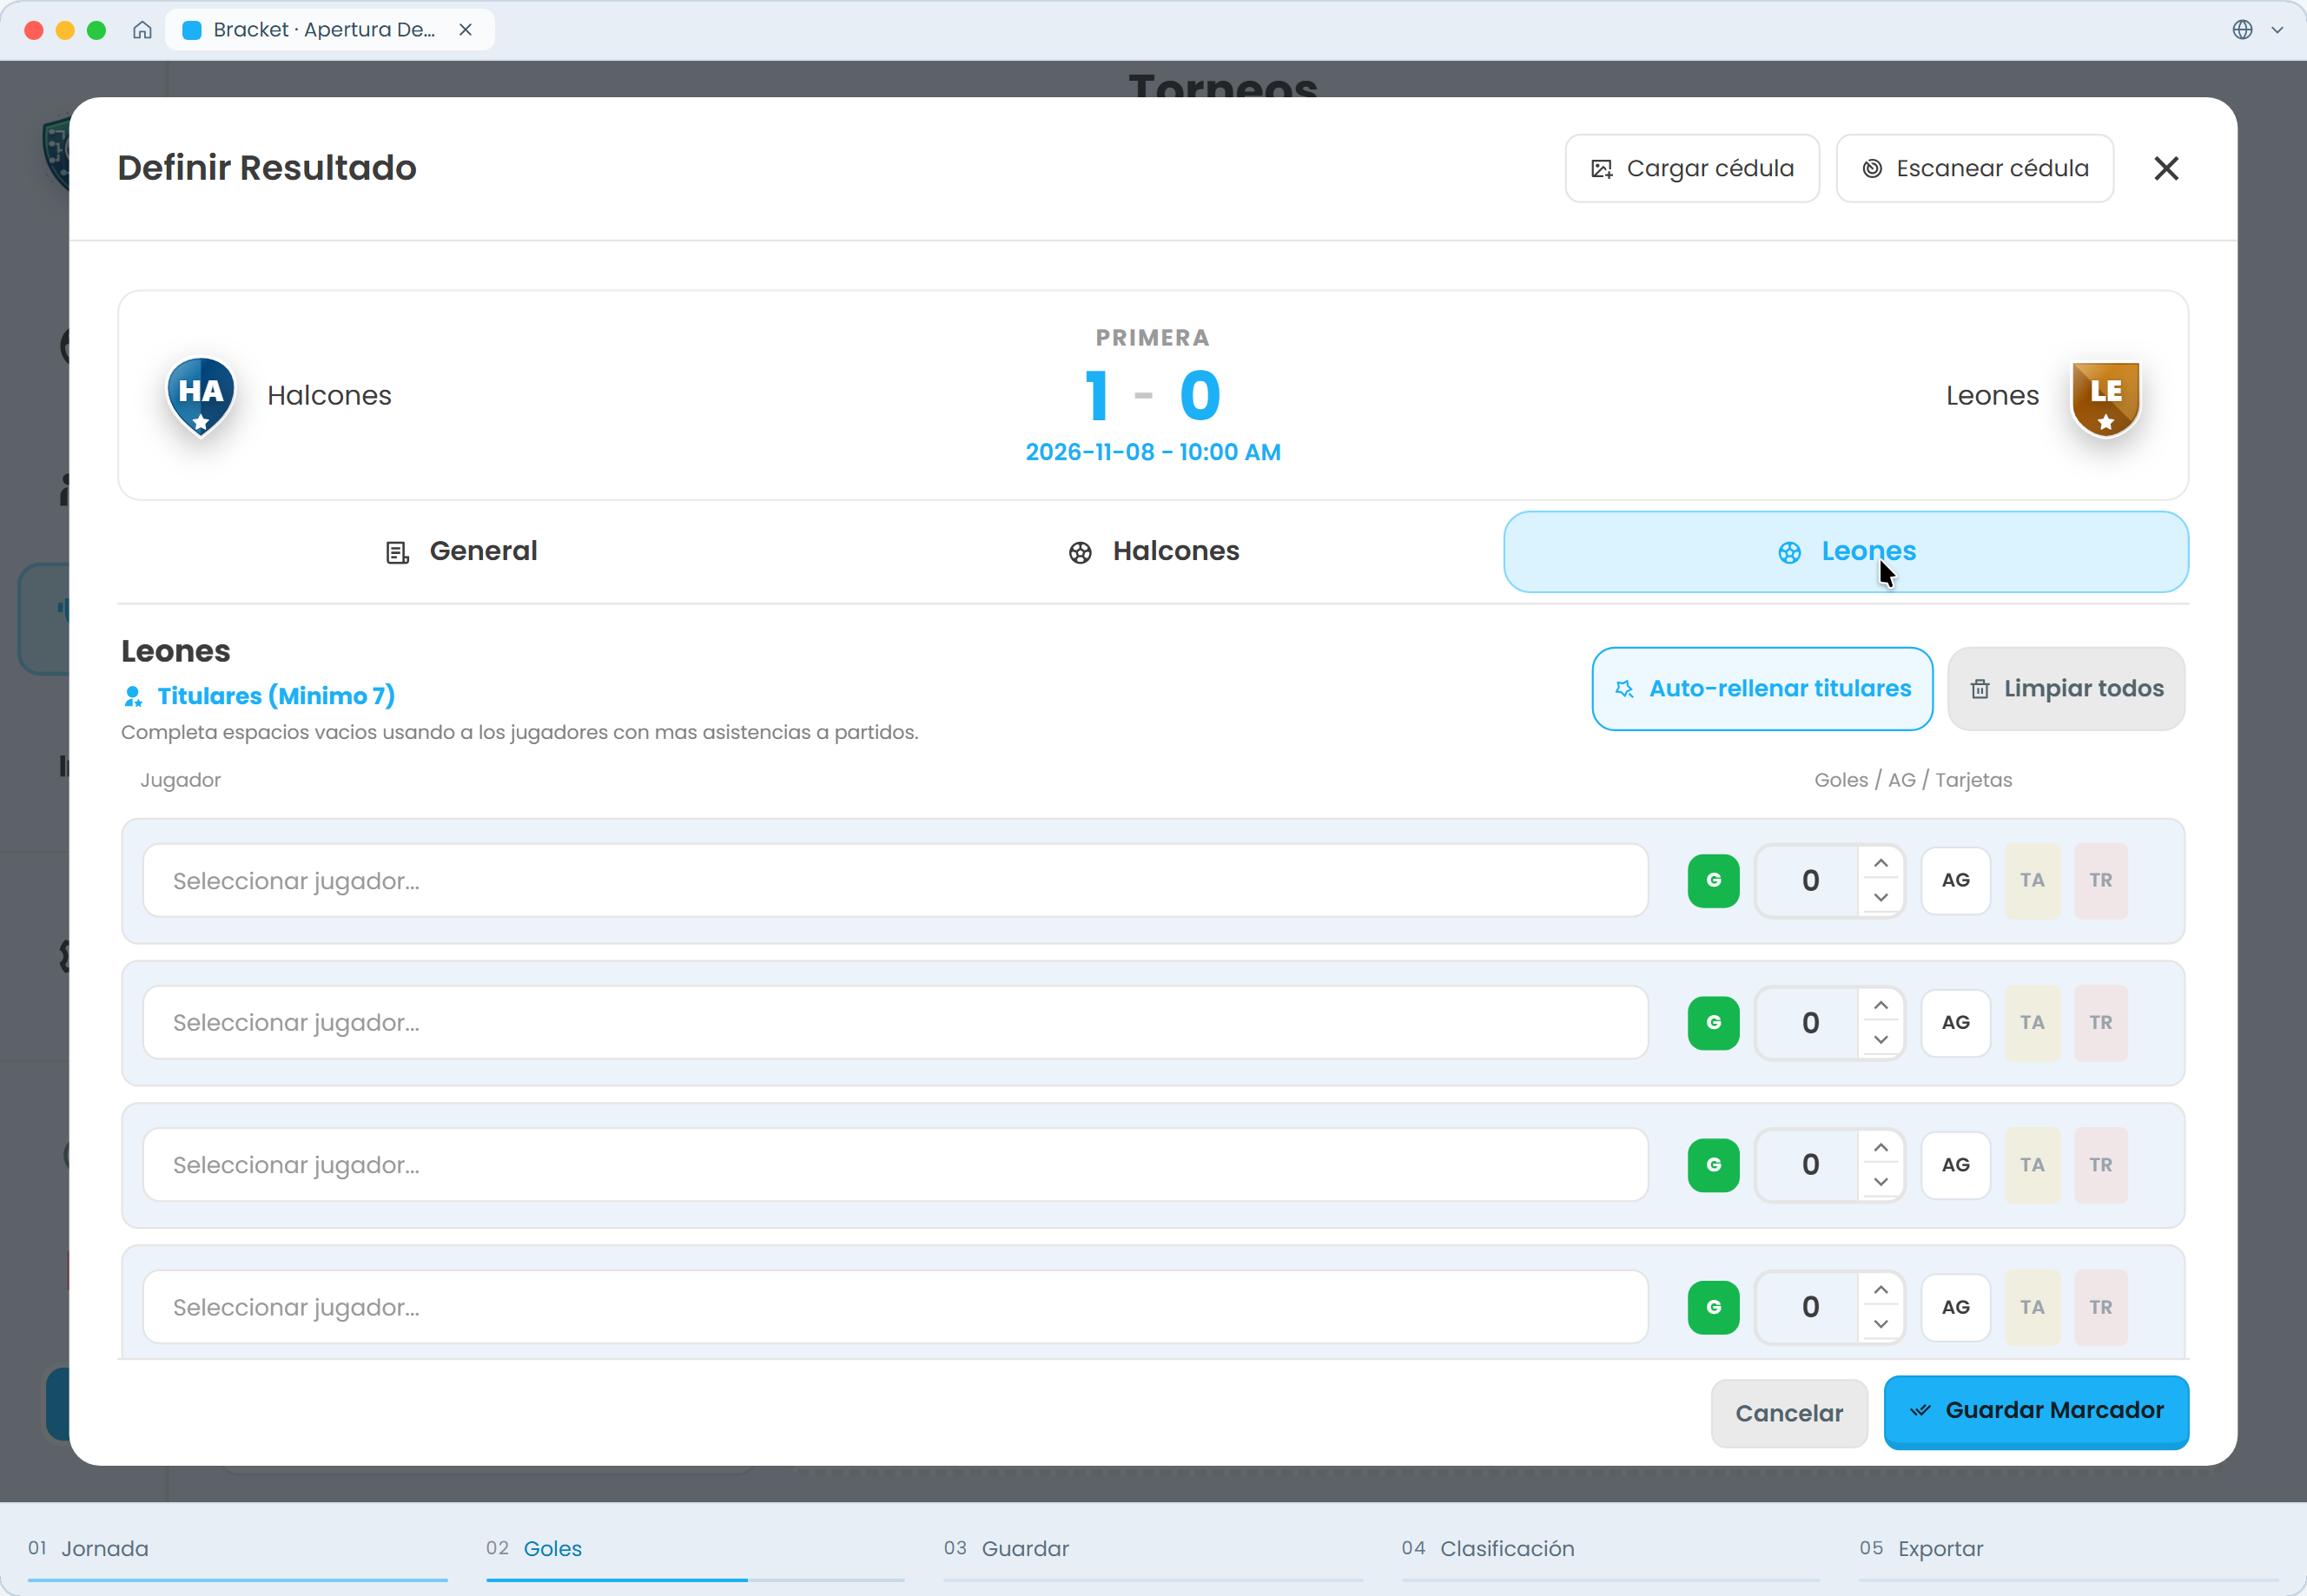 Bracket · Apertura De...
Torneos
Definir Resultado
Cargar cédula
Escanear cédula
PRIMERA
HA
Halcones
1 - 0
Leones
LE
2026-11-08 - 10:00 AM
General
Halcones
Leones
Leones
Titulares (Minimo 7)
Completa espacios vacios usando a los jugadores con mas asistencias a partidos.
Auto-rellenar titulares
Limpiar todos
Jugador
Goles / AG / Tarjetas
Seleccionar jugador...
G
0
AG
TA
TR
Seleccionar jugador...
G
0
AG
TA
TR
Seleccionar jugador...
G
0
AG
TA
TR
Seleccionar jugador...
G
0
AG
TA
TR
Cancelar
Guardar Marcador
01 Jornada
02 Goles
03 Guardar
04 Clasificación
05 Exportar